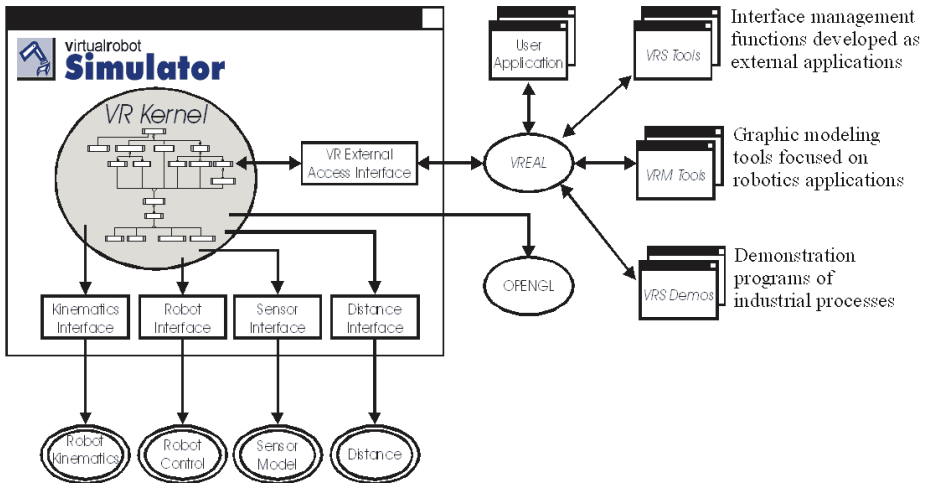 virtualrobot
Simulator
VR Kernel
VR External
Access Interface
Kinematics
Interface
Robot
Interface
Sensor
Interface
Distance
Interface
Robot
Kinematics
Robot
Control
Sensor
Model
Distance
User
Application
VREAL
OPENGL
VRS Tools
Interface management
functions developed as
external applications
VRM Tools
Graphic modeling
tools focused on
robotics applications
VRS Demos
Demonstration
programs of
industrial processes